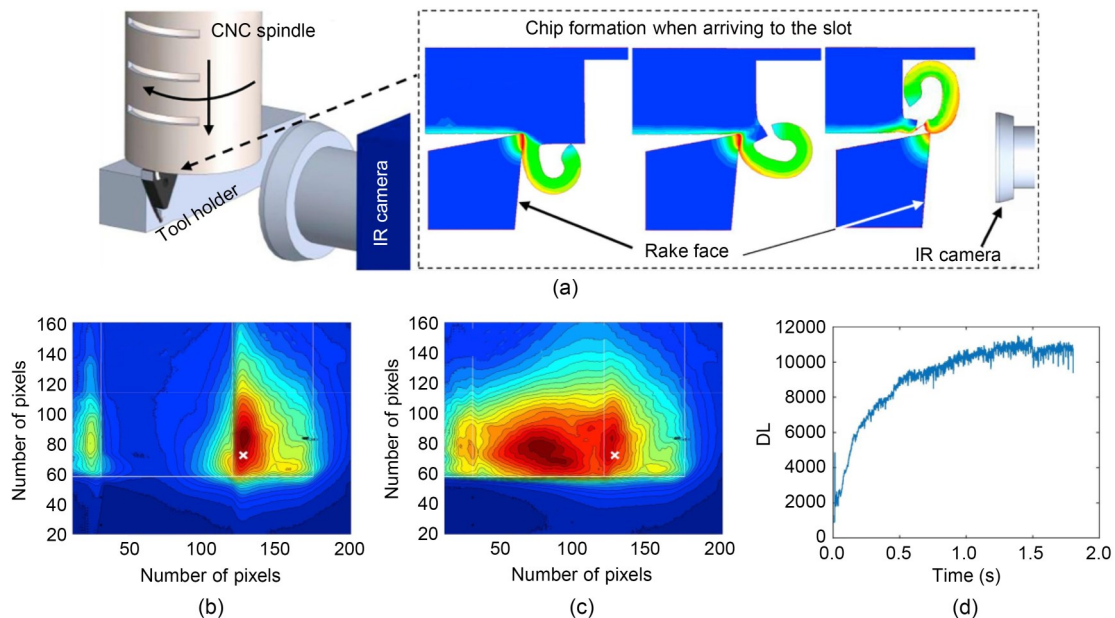 CNC spindle
Tool holder
IR camera
Chip formation when arriving to the slot
Rake face
IR camera
(a)
Number of pixels
160
140
120
100
80
60
40
20
50
100
150
200
Number of pixels
(b)
Number of pixels
160
140
120
100
80
60
40
20
50
100
150
200
Number of pixels
(c)
DL
12000
10000
8000
6000
4000
2000
0
0.0
0.5
1.0
1.5
2.0
Time (s)
(d)